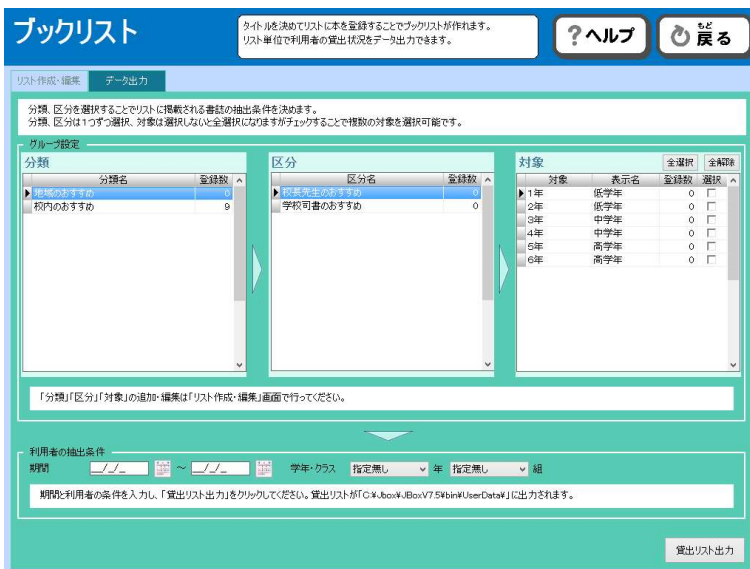 ブックリスト
タイトルを決めてリストに本を登録することでブックリストが作れます。
リスト単位で利用者の貸出状況をデータ出力できます。
?ヘルプ
もど
戻る
リスト作成・編集 データ出力
分類、区分を選択することでリストに掲載される書誌の抽出条件を決めます。
分類、区分は1つずつ選択、対象は選択しないと全選択になりますがチェックすることで複数の対象を選択可能です。
グループ設定
分類
分類名 登録数
地域のおすすめ 0
校内のおすすめ 9
区分
区分名 登録数
校長先生のおすすめ 0
学校司書のおすすめ 0
対象 全選択 全解除
対象 表示名 登録数 選択
1年 低学年 0
2年 低学年 0
3年 中学年 0
4年 中学年 0
5年 高学年 0
6年 高学年 0
「分類」「区分」「対象」の追加・編集は「リスト作成・編集」画面で行ってください。
利用者の抽出条件
期間 __/_/_ ~ __/_/_ 学年・クラス 指定無し 年 指定無し 組
期間と利用者の条件を入力し、「貸出リスト出力」をクリックしてください。貸出リストが「C:¥Jbox¥JBoxV7.5¥bin¥UserData¥」に出力されます。
貸出リスト出力